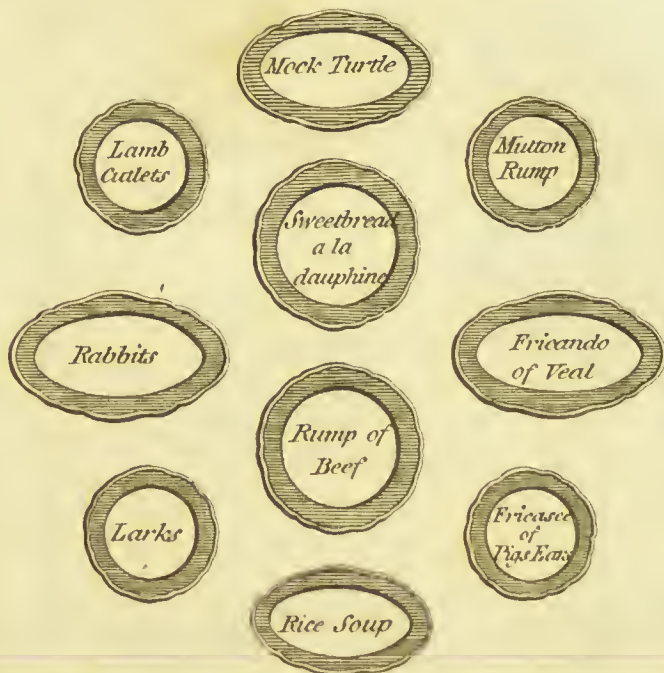 Mock Turtle
Lamb
Cutlets
Mutton
Rump
Sweetbread
a la
dauphine
Rabbits
Fricando
of Veal
Rump of
Beef
Larks
Fricasee
of
Pigs Ears
Rice Soup